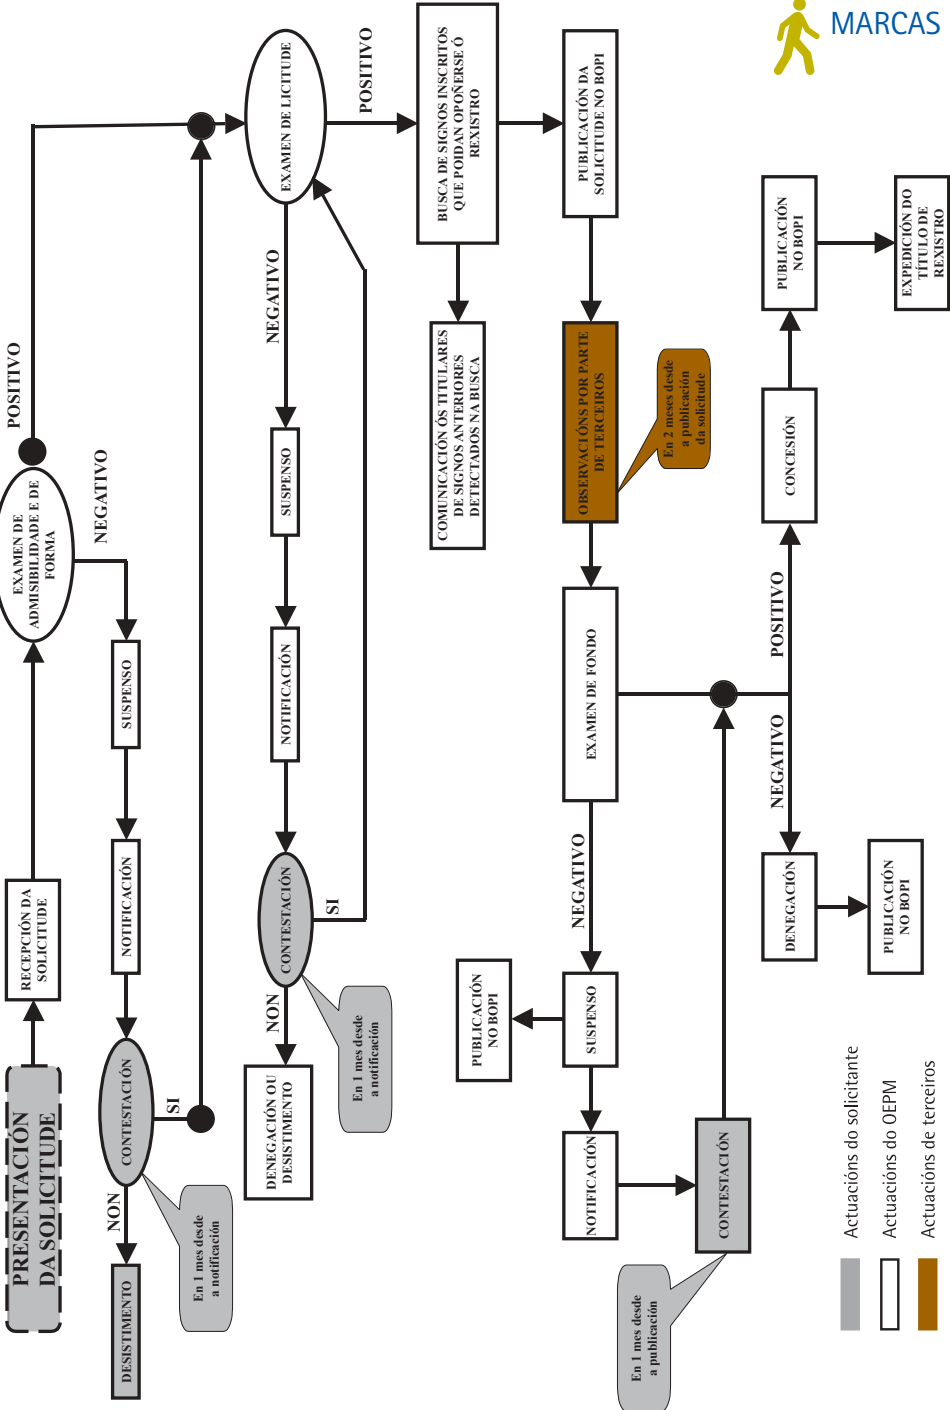 MARCAS
PRESENTACIÓN
DA SOLICITUDE
RECEPCIÓN DA
SOLICITUDE
EXAMEN DE
ADMISIBILIDADE E DE
FORMA
POSITIVO
NEGATIVO
SUSPENSO
NOTIFICACIÓN
CONTESTACIÓN
SI
NON
DESISTIMENTO
En 1 mes desde
a notificación
EXAMEN DE LICITUDE
POSITIVO
NEGATIVO
SUSPENSO
NOTIFICACIÓN
CONTESTACIÓN
SI
NON
DENEGACIÓN OU
DESISTIMENTO
En 1 mes desde
a notificación
BUSCA DE SIGNOS INSCRITOS
QUE POIDAN OPOÑERSE Ó
REXISTRO
COMUNICACIÓN ÓS TITULARES
DE SIGNOS ANTERIORES
DETECTADOS NA BUSCA
PUBLICACIÓN DA
SOLICITUDE NO BOPI
OBSERVACIÓNS POR PARTE
DE TERCEIROS
En 2 meses desde
a publicación
da solicitude
EXAMEN DE FONDO
NEGATIVO
SUSPENSO
PUBLICACIÓN
NO BOPI
NOTIFICACIÓN
CONTESTACIÓN
En 1 mes desde
a publicación
POSITIVO
NEGATIVO
CONCESIÓN
PUBLICACIÓN
NO BOPI
EXPEDICIÓN DO
TÍTULO DE
REXISTRO
DENEGACIÓN
PUBLICACIÓN
NO BOPI
Actuacións do solicitante
Actuacións do OEPM
Actuacións de terceiros